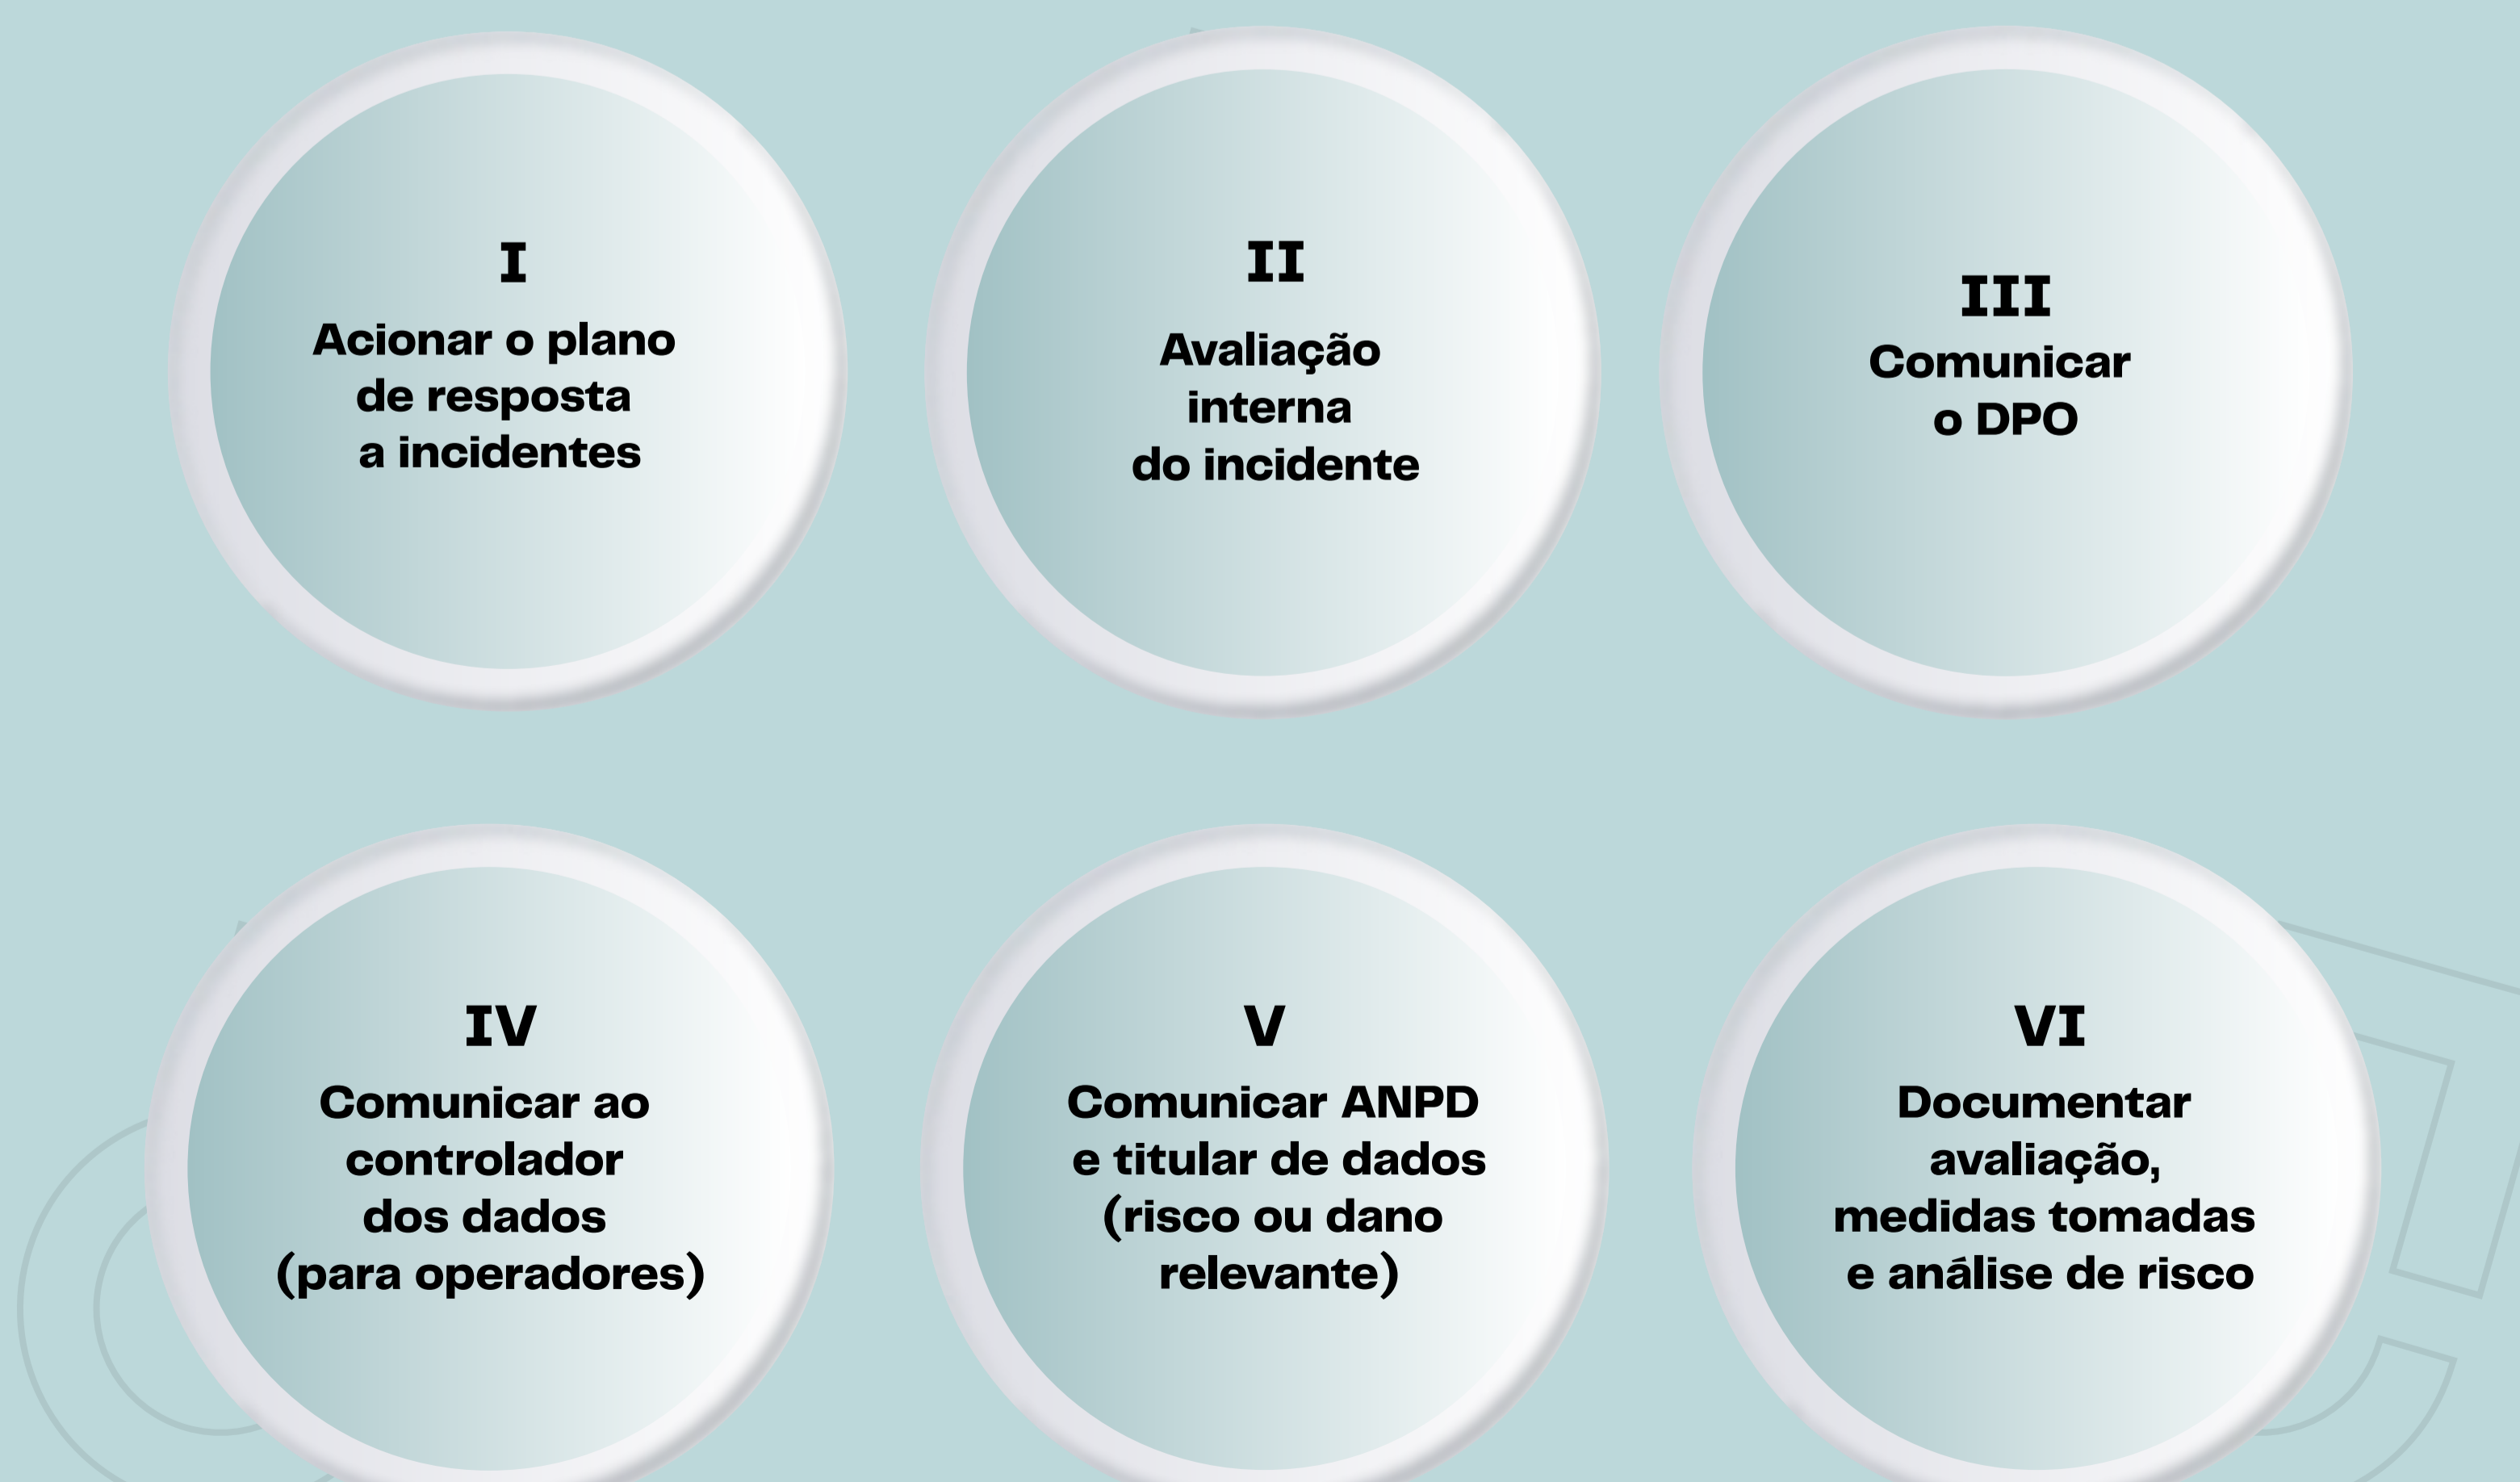 I
Acionar o plano
de resposta
a incidentes
II
Avaliação
interna
do incidente
III
Comunicar
o DPO
IV
Comunicar ao
controlador
dos dados
(para operadores)
V
Comunicar ANPD
e titular de dados
(risco ou dano
relevante)
VI
Documentar
avaliação,
medidas tomadas
e análise de risco